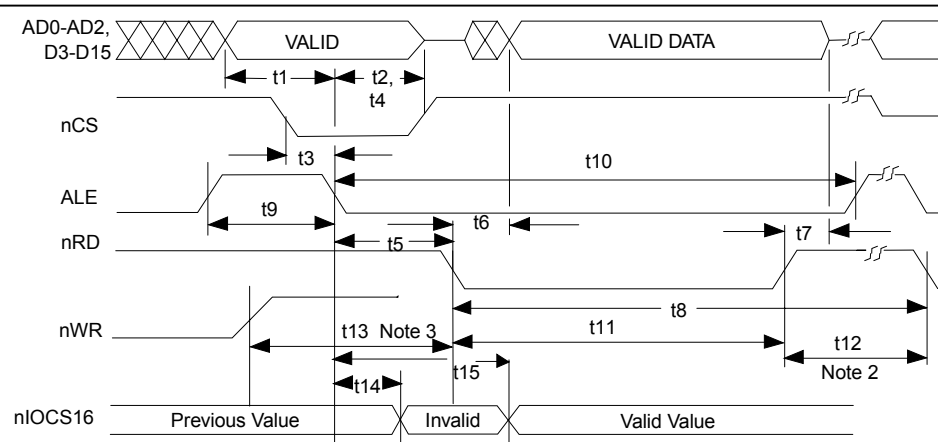 AD0-AD2,
D3-D15
VALID
VALID DATA
t1
t2,
t4
nCS
t3
t10
ALE
t9
t6
t5
t7
nRD
t8
nWR
t13 Note 3
t11
t12
Note 2
t15
t14
nIOCS16
Previous Value
Invalid
Valid Value